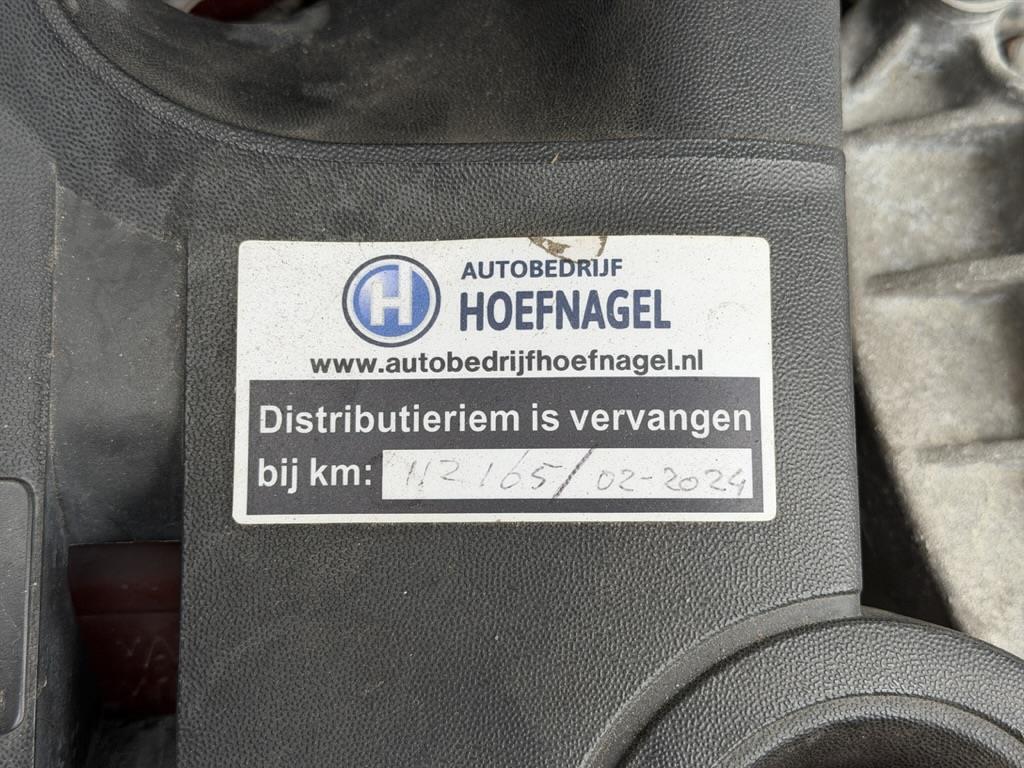 H
AUTOBEDRIJF
HOEFNAGEL
www.autobedrijfhoefnagel.nl
Distributieriem is vervangen
bij km: 112165/02-2024